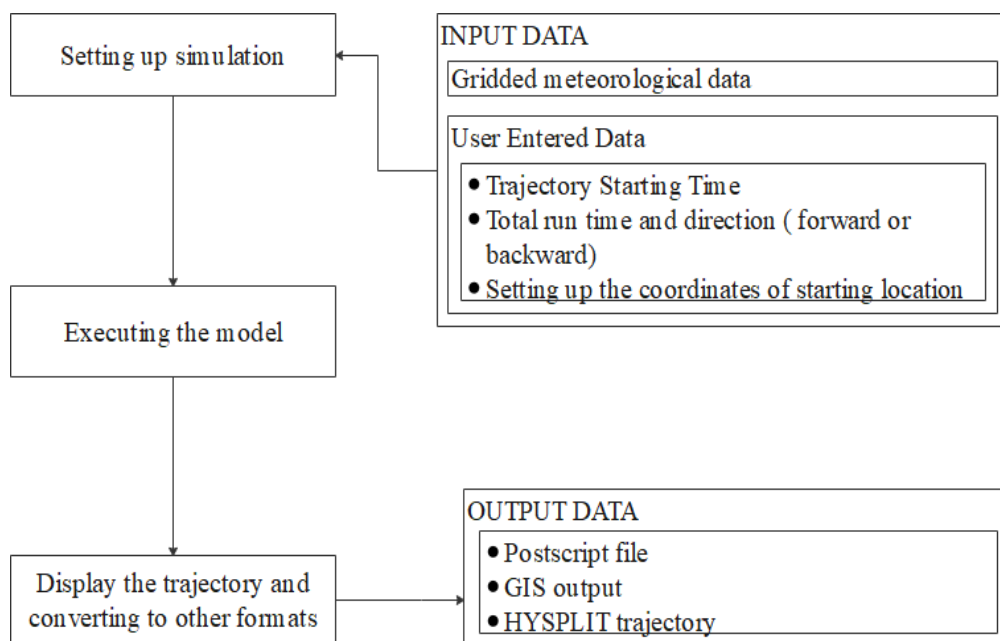 Setting up simulation
INPUT DATA
Gridded meteorological data
User Entered Data
● Trajectory Starting Time
● Total run time and direction ( forward or
backward)
● Setting up the coordinates of starting location
Executing the model
Display the trajectory and
converting to other formats
OUTPUT DATA
● Postscript file
● GIS output
● HYSPLIT trajectory